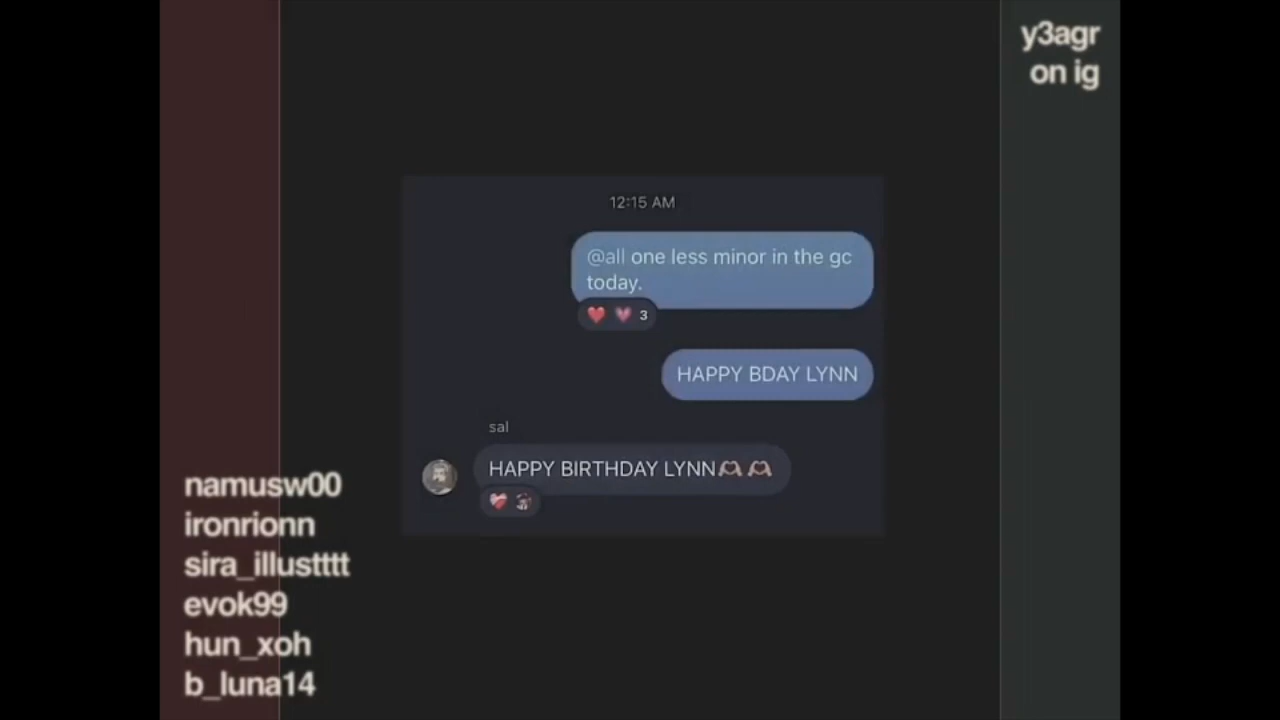 y3agr
on ig
12:15 AM
@all one less minor in the gc
today.
3
HAPPY BDAY LYNN
sal
HAPPY BIRTHDAY LYNN🫶🏽🫶🏽
namusw00
ironrionn
sira_illustttt
evok99
hun_xoh
b_luna14